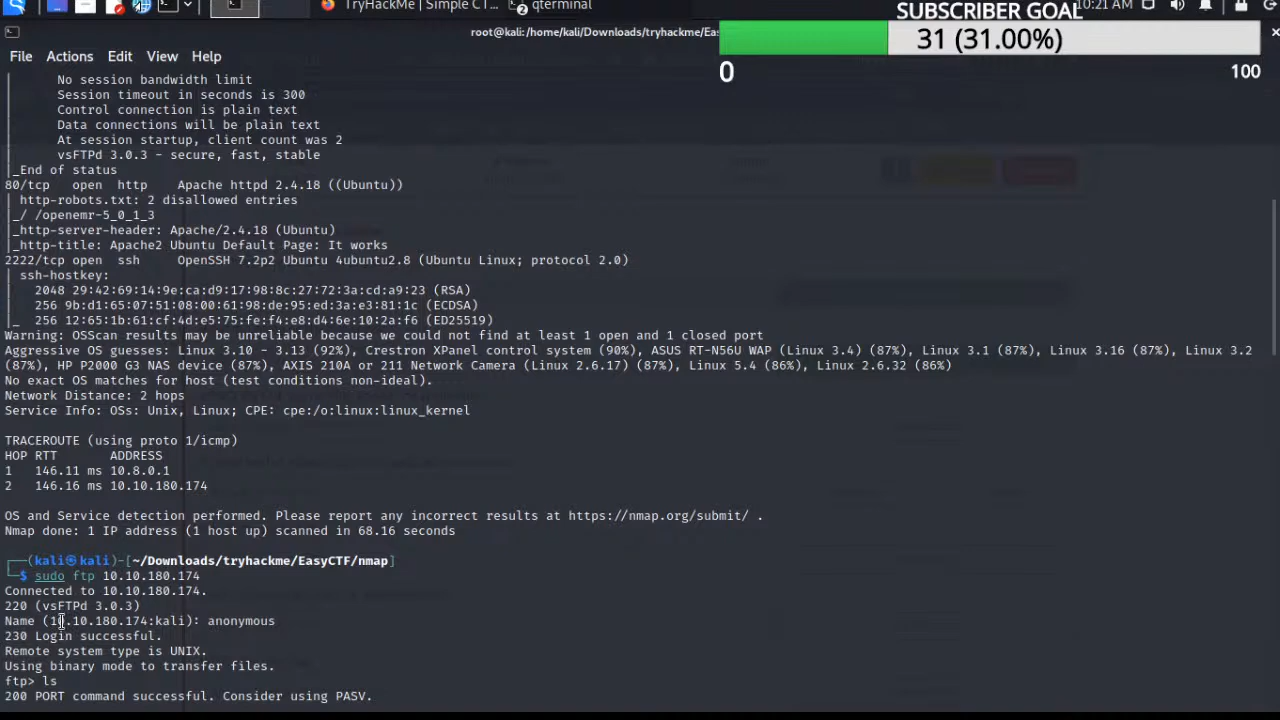 TryHackMe | Simple CT…
qterminal
10:21 AM
SUBSCRIBER GOAL
31 (31.00%)
0
100
root@kali:/home/kali/Downloads/tryhackme/Eas
File Actions Edit View Help
| No session bandwidth limit
| Session timeout in seconds is 300
| Control connection is plain text
| Data connections will be plain text
| At session startup, client count was 2
| vsFTPd 3.0.3 - secure, fast, stable
|_End of status
80/tcp open http Apache httpd 2.4.18 ((Ubuntu))
| http-robots.txt: 2 disallowed entries
|_/ /openemr-5_0_1_3
|_http-server-header: Apache/2.4.18 (Ubuntu)
|_http-title: Apache2 Ubuntu Default Page: It works
2222/tcp open ssh OpenSSH 7.2p2 Ubuntu 4ubuntu2.8 (Ubuntu Linux; protocol 2.0)
| ssh-hostkey:
| 2048 29:42:69:14:9e:ca:d9:17:98:8c:27:72:3a:cd:a9:23 (RSA)
| 256 9b:d1:65:07:51:08:00:61:98:de:95:ed:3a:e3:81:1c (ECDSA)
|_ 256 12:65:1b:61:cf:4d:e5:75:fe:f4:e8:d4:6e:10:2a:f6 (ED25519)
Warning: OSScan results may be unreliable because we could not find at least 1 open and 1 closed port
Aggressive OS guesses: Linux 3.10 - 3.13 (92%), Crestron XPanel control system (90%), ASUS RT-N56U WAP (Linux 3.4) (87%), Linux 3.1 (87%), Linux 3.16 (87%), Linux 3.2
(87%), HP P2000 G3 NAS device (87%), AXIS 210A or 211 Network Camera (Linux 2.6.17) (87%), Linux 5.4 (86%), Linux 2.6.32 (86%)
No exact OS matches for host (test conditions non-ideal).
Network Distance: 2 hops
Service Info: OSs: Unix, Linux; CPE: cpe:/o:linux:linux_kernel
TRACEROUTE (using proto 1/icmp)
HOP RTT ADDRESS
1 146.11 ms 10.8.0.1
2 146.16 ms 10.10.180.174
OS and Service detection performed. Please report any incorrect results at https://nmap.org/submit/ .
Nmap done: 1 IP address (1 host up) scanned in 68.16 seconds
┌──(kali㉿kali)-[~/Downloads/tryhackme/EasyCTF/nmap]
└─$ sudo ftp 10.10.180.174
Connected to 10.10.180.174.
220 (vsFTPd 3.0.3)
Name (10.10.180.174:kali): anonymous
230 Login successful.
Remote system type is UNIX.
Using binary mode to transfer files.
ftp> ls
200 PORT command successful. Consider using PASV.